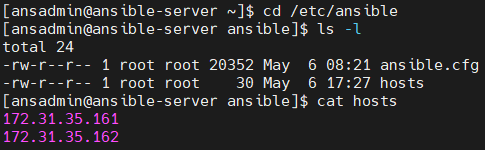 [ansadmin@ansible-server ~]$ cd /etc/ansible
[ansadmin@ansible-server ansible]$ ls -l
total 24
-rw-r--r-- 1 root root 20352 May  6 08:21 ansible.cfg
-rw-r--r-- 1 root root    30 May  6 17:27 hosts
[ansadmin@ansible-server ansible]$ cat hosts
172.31.35.161
172.31.35.162